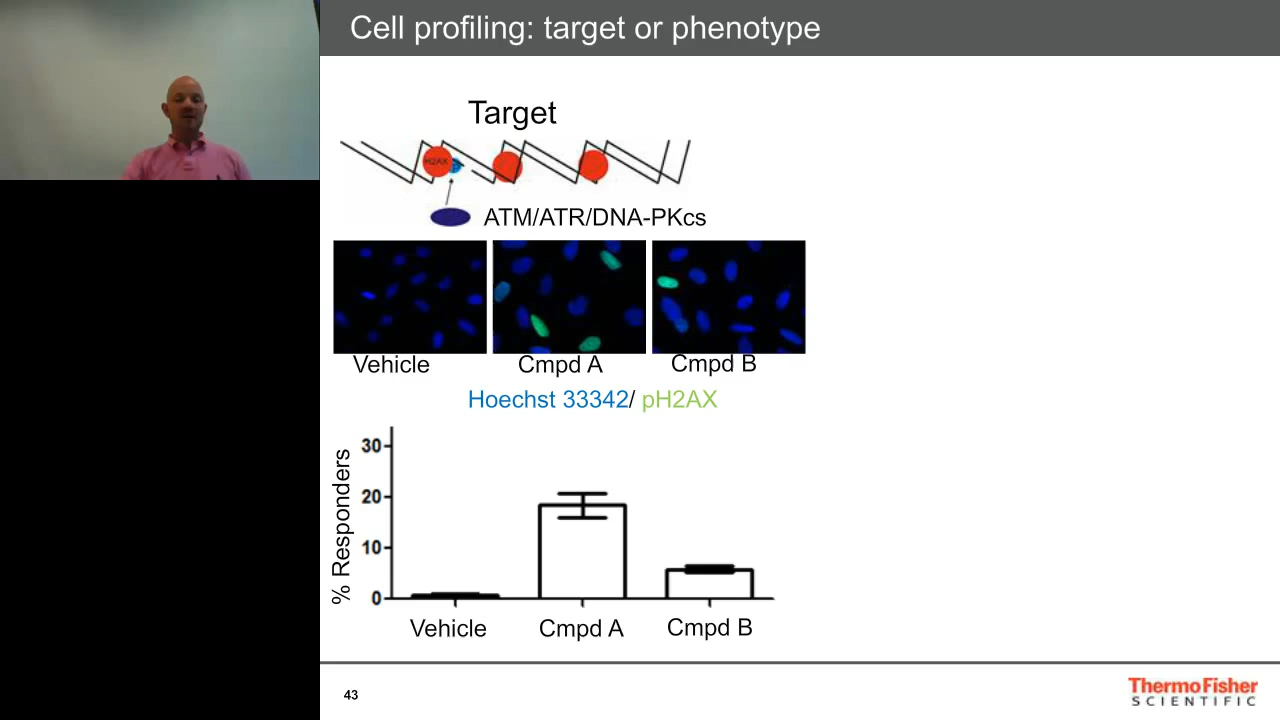 Cell profiling: target or phenotype
Target
H2AX
ATM/ATR/DNA-PKcs
Vehicle Cmpd A Cmpd B
Hoechst 33342/ pH2AX
% Responders
30
20
10
0
Vehicle Cmpd A Cmpd B
43
ThermoFisher
SCIENTIFIC